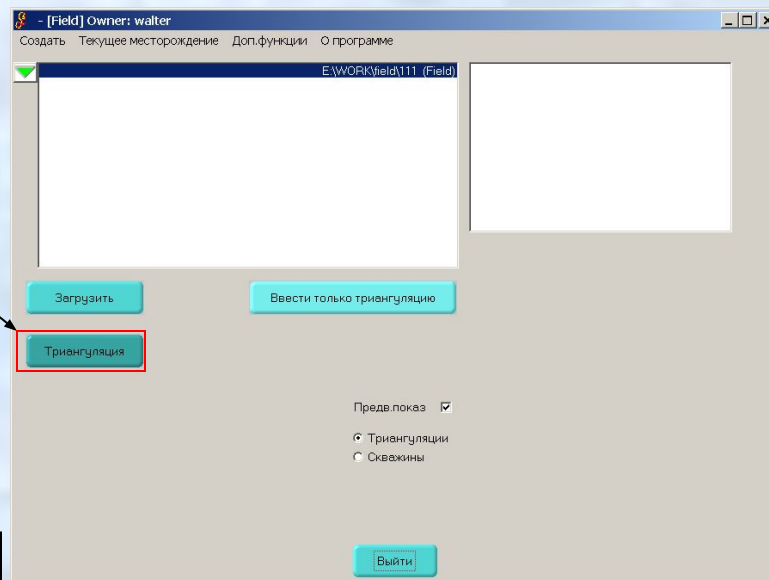 - [Field] Owner: walter
Создать Текущее месторождение Доп.функции О программе
E:\WORK\field\111 (Field)
Загрузить
Ввести только триангуляцию
Триангуляция
Предв.показ
Триангуляции
Скважины
Выйти